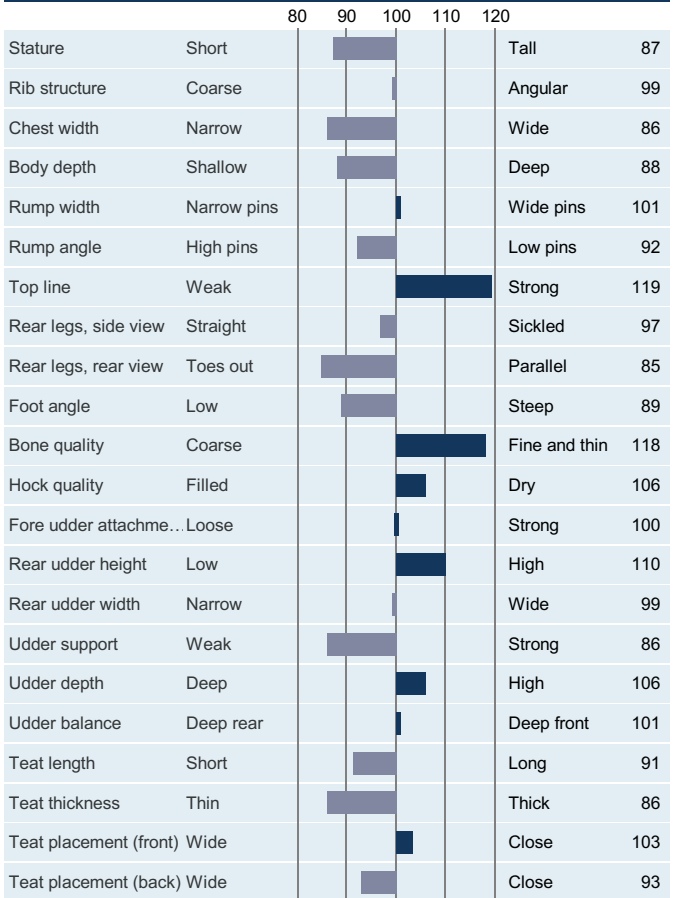 80 90 100 110 120
Stature Short Tall 87
Rib structure Coarse Angular 99
Chest width Narrow Wide 86
Body depth Shallow Deep 88
Rump width Narrow pins Wide pins 101
Rump angle High pins Low pins 92
Top line Weak Strong 119
Rear legs, side view Straight Sickled 97
Rear legs, rear view Toes out Parallel 85
Foot angle Low Steep 89
Bone quality Coarse Fine and thin 118
Hock quality Filled Dry 106
Fore udder attachme... Loose Strong 100
Rear udder height Low High 110
Rear udder width Narrow Wide 99
Udder support Weak Strong 86
Udder depth Deep High 106
Udder balance Deep rear Deep front 101
Teat length Short Long 91
Teat thickness Thin Thick 86
Teat placement (front) Wide Close 103
Teat placement (back) Wide Close 93